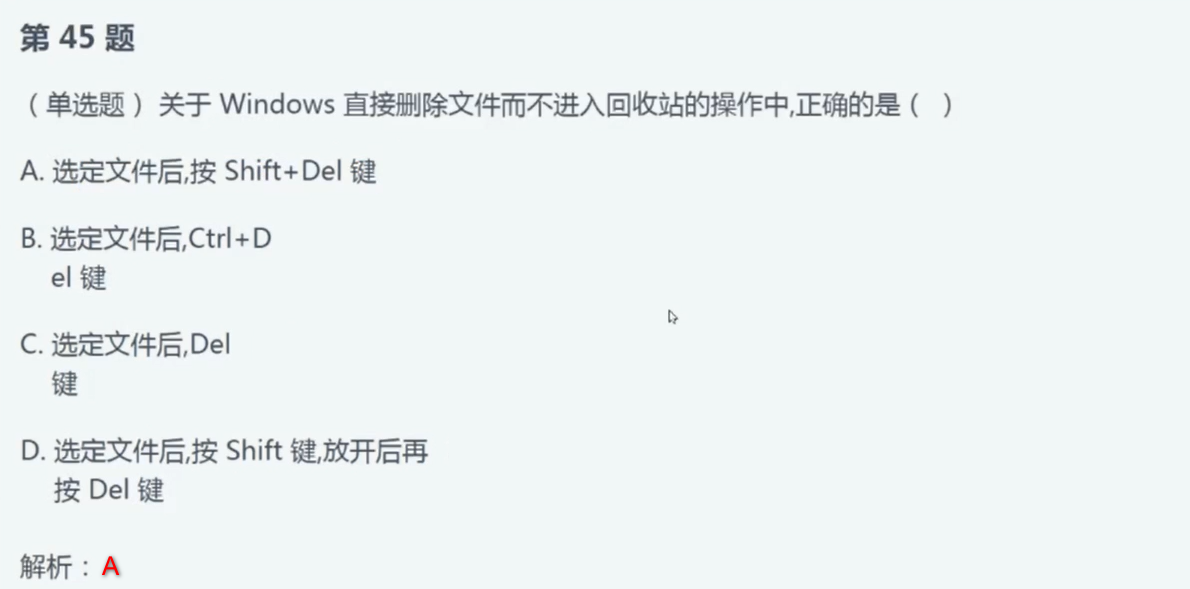 第 45 题
（单选题）关于 Windows 直接删除文件而不进入回收站的操作中,正确的是（ ）
A. 选定文件后,按 Shift+Del 键
B. 选定文件后,Ctrl+D
el 键
C. 选定文件后,Del
键
D. 选定文件后,按 Shift 键,放开后再
按 Del 键
解析：A